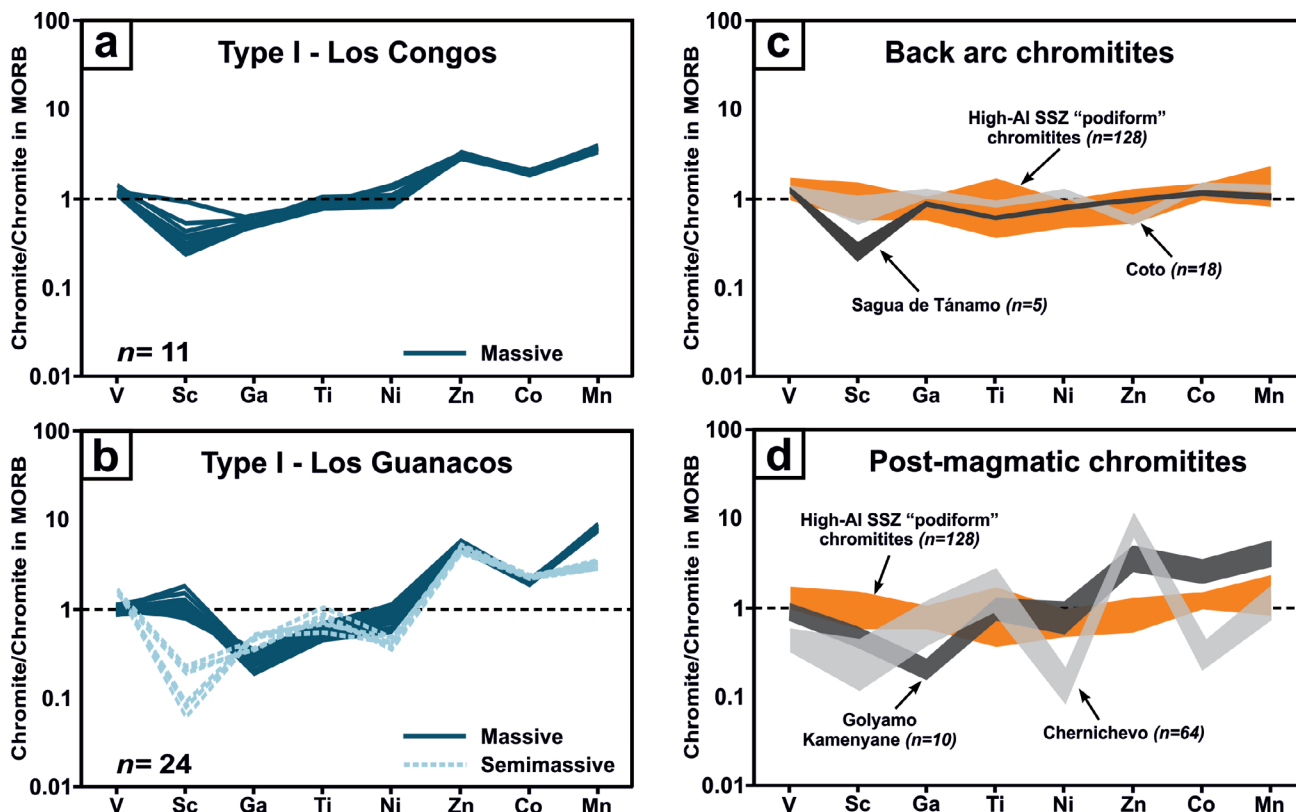 a
Type I - Los Congos
Chromite/Chromite in MORB
100
10
1
0.1
0.01
n= 11
Massive
V Sc Ga Ti Ni Zn Co Mn
c
Back arc chromitites
Chromite/Chromite in MORB
100
10
1
0.1
0.01
High-Al SSZ “podiform”
chromitites (n=128)
Coto (n=18)
Sagua de Tánamo (n=5)
V Sc Ga Ti Ni Zn Co Mn
b
Type I - Los Guanacos
Chromite/Chromite in MORB
100
10
1
0.1
0.01
n= 24
Massive
Semimassive
V Sc Ga Ti Ni Zn Co Mn
d
Post-magmatic chromitites
Chromite/Chromite in MORB
100
10
1
0.1
0.01
High-Al SSZ “podiform”
chromitites (n=128)
Golyamo
Kamenyane (n=10)
Chernichevo (n=64)
V Sc Ga Ti Ni Zn Co Mn